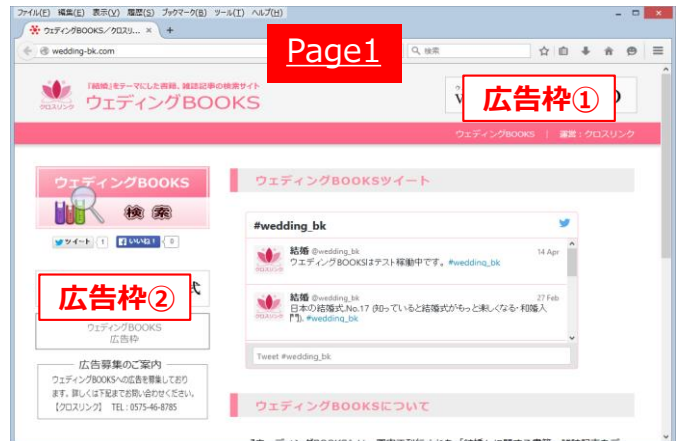 ファイル(F) 編集(E) 表示(V) 履歴(S) ブックマーク(B) ツール(T) ヘルプ(H)
ウェディングBOOKS/クロスリ...
wedding-bk.com
検索
Page1
「結婚」をテーマにした書籍、雑誌記事の検索サイト
クロスリンク ウェディングBOOKS
広告枠①
ウェディングBOOKS | 運営:クロスリンク
ウェディングBOOKS
検 索
ツイート 1 いいね! 0
広告枠②
式
ウェディングBOOKS
広告枠
広告募集のご案内
ウェディングBOOKSへの広告を募集しており
ます。詳しくは下記までお問い合わせください。
【クロスリンク】 TEL:0575-46-8785
ウェディングBOOKSツイート
#wedding_bk
結婚 @wedding_bk 14 Apr
ウエディングBOOKSはテスト稼動中です。#wedding_bk
結婚 @wedding_bk 27 Feb
日本の結婚式No.17 (知っていると結婚式がもっと楽しくなる・和婚入
門). #wedding_bk
Tweet #wedding_bk
ウェディングBOOKSについて